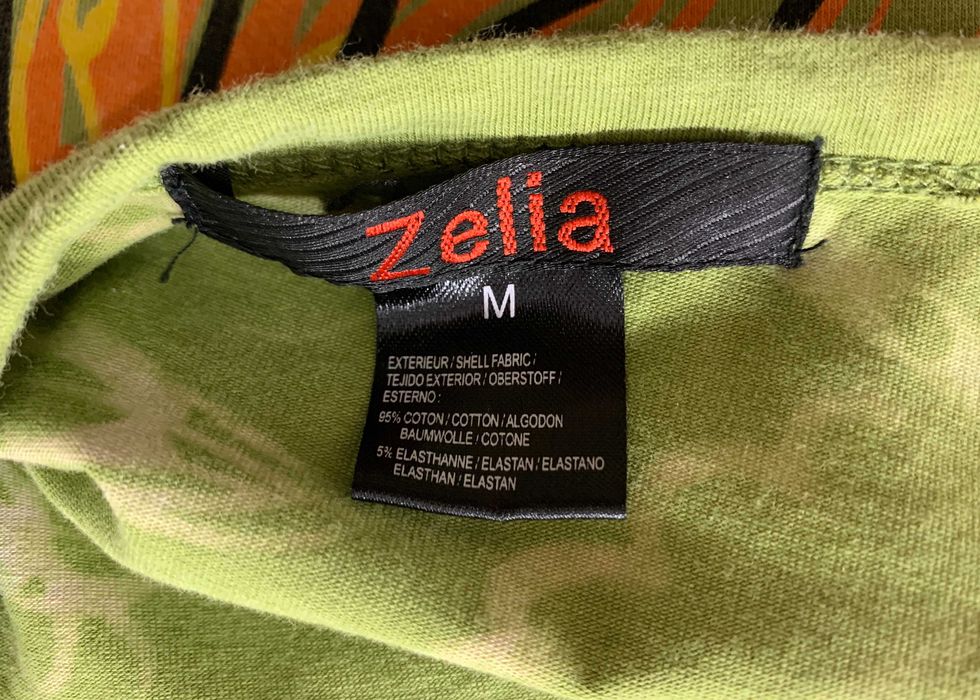 Zelia
M
EXTERIEUR / SHELL FABRIC /
TEJIDO EXTERIOR / OBERSTOFF /
ESTERNO :
95% COTON / COTTON / ALGODON
BAUMWOLLE / COTONE
5% ELASTHANNE / ELASTAN / ELASTANO
ELASTHAN / ELASTAN